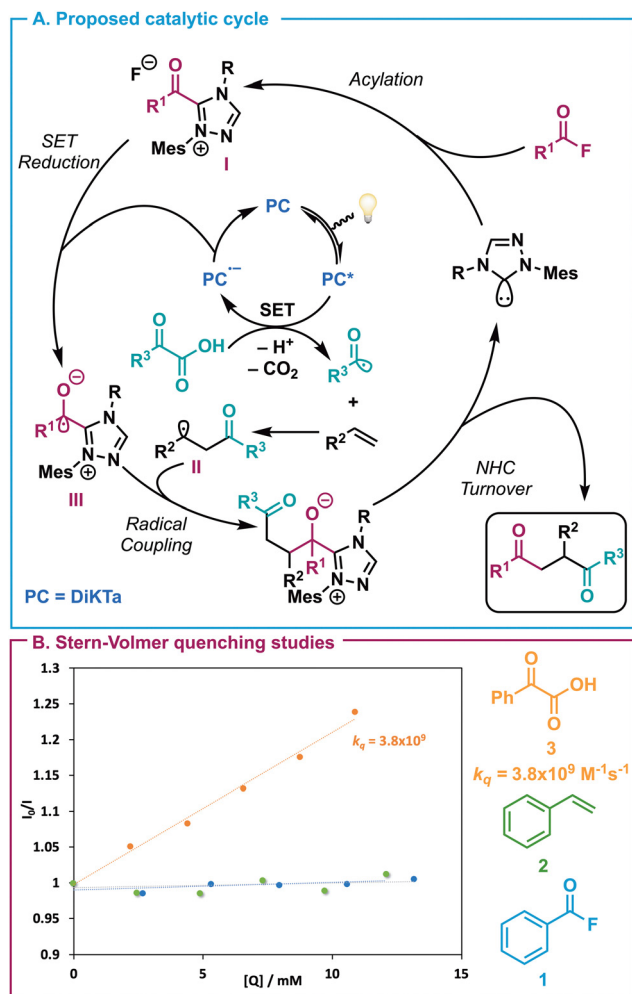 A. Proposed catalytic cycle
F⊖
O
R¹
R
N
N
N
Mes
⊕
I
Acylation
O
R¹
F
SET
Reduction
PC
PC•−
PC*
SET
– H⁺
– CO₂
O
R³
OH
O
O
R³
+
R²
N
N
R
N
Mes
O⊖
R¹
R
N
N
N
Mes
⊕
III
R²
O
R³
II
Radical
Coupling
R³
O
O⊖
R
N
R¹
R²
N
N
Mes
⊕
NHC
Turnover
O
R¹
R²
R³
O
PC = DiKTa
B. Stern-Volmer quenching studies
1.3
1.25
1.2
1.15
1.1
1.05
1
0.95
0.9
I₀/I
0
5
10
15
[Q] / mM
k_q = 3.8x10⁹
O
Ph
OH
O
3
k_q = 3.8x10⁹ M⁻¹s⁻¹
2
O
F
1